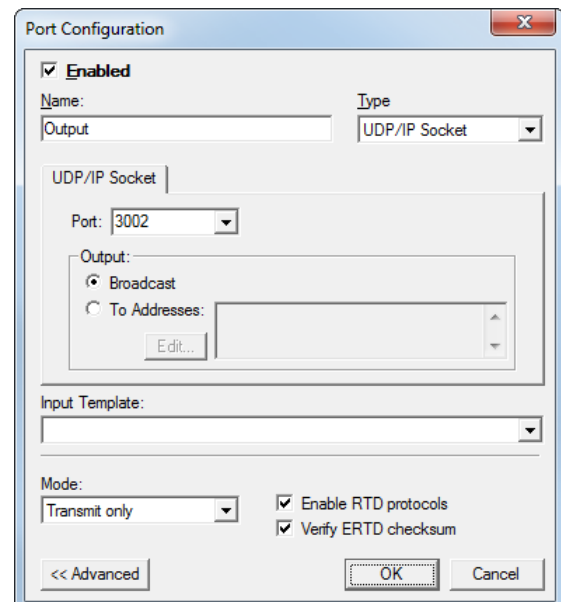 Port Configuration
Enabled
Name:
Type
Output
UDP/IP Socket
UDP/IP Socket
Port: 3002
Output:
Broadcast
To Addresses:
Edit...
Input Template:
Mode:
Transmit only
Enable RTD protocols
Verify ERTD checksum
<< Advanced
OK
Cancel